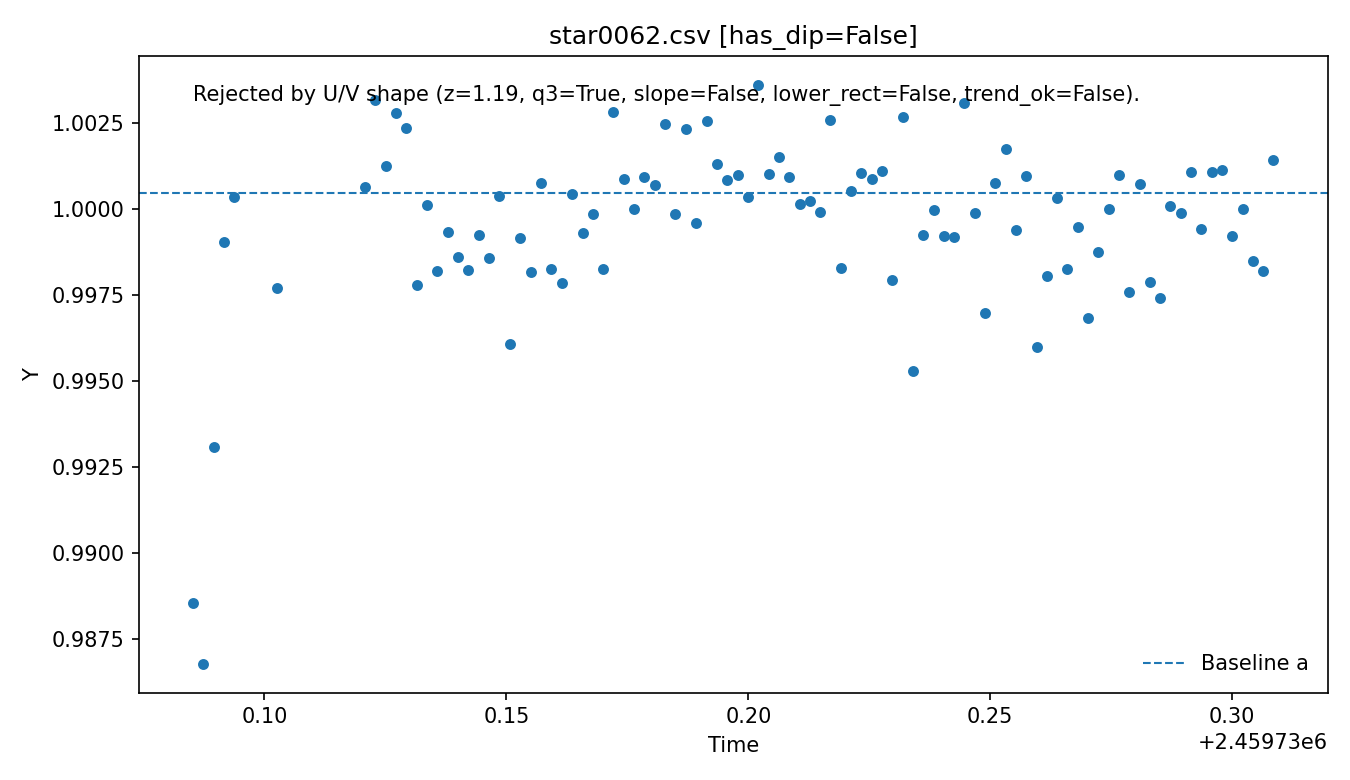 star0062.csv [has_dip=False]
Rejected by U/V shape (z=1.19, q3=True, slope=False, lower_rect=False, trend_ok=False).
1.0025
1.0000
0.9975
0.9950
0.9925
0.9900
0.9875
Y
Baseline a
0.10 0.15 0.20 0.25 0.30
Time
+2.45973e6